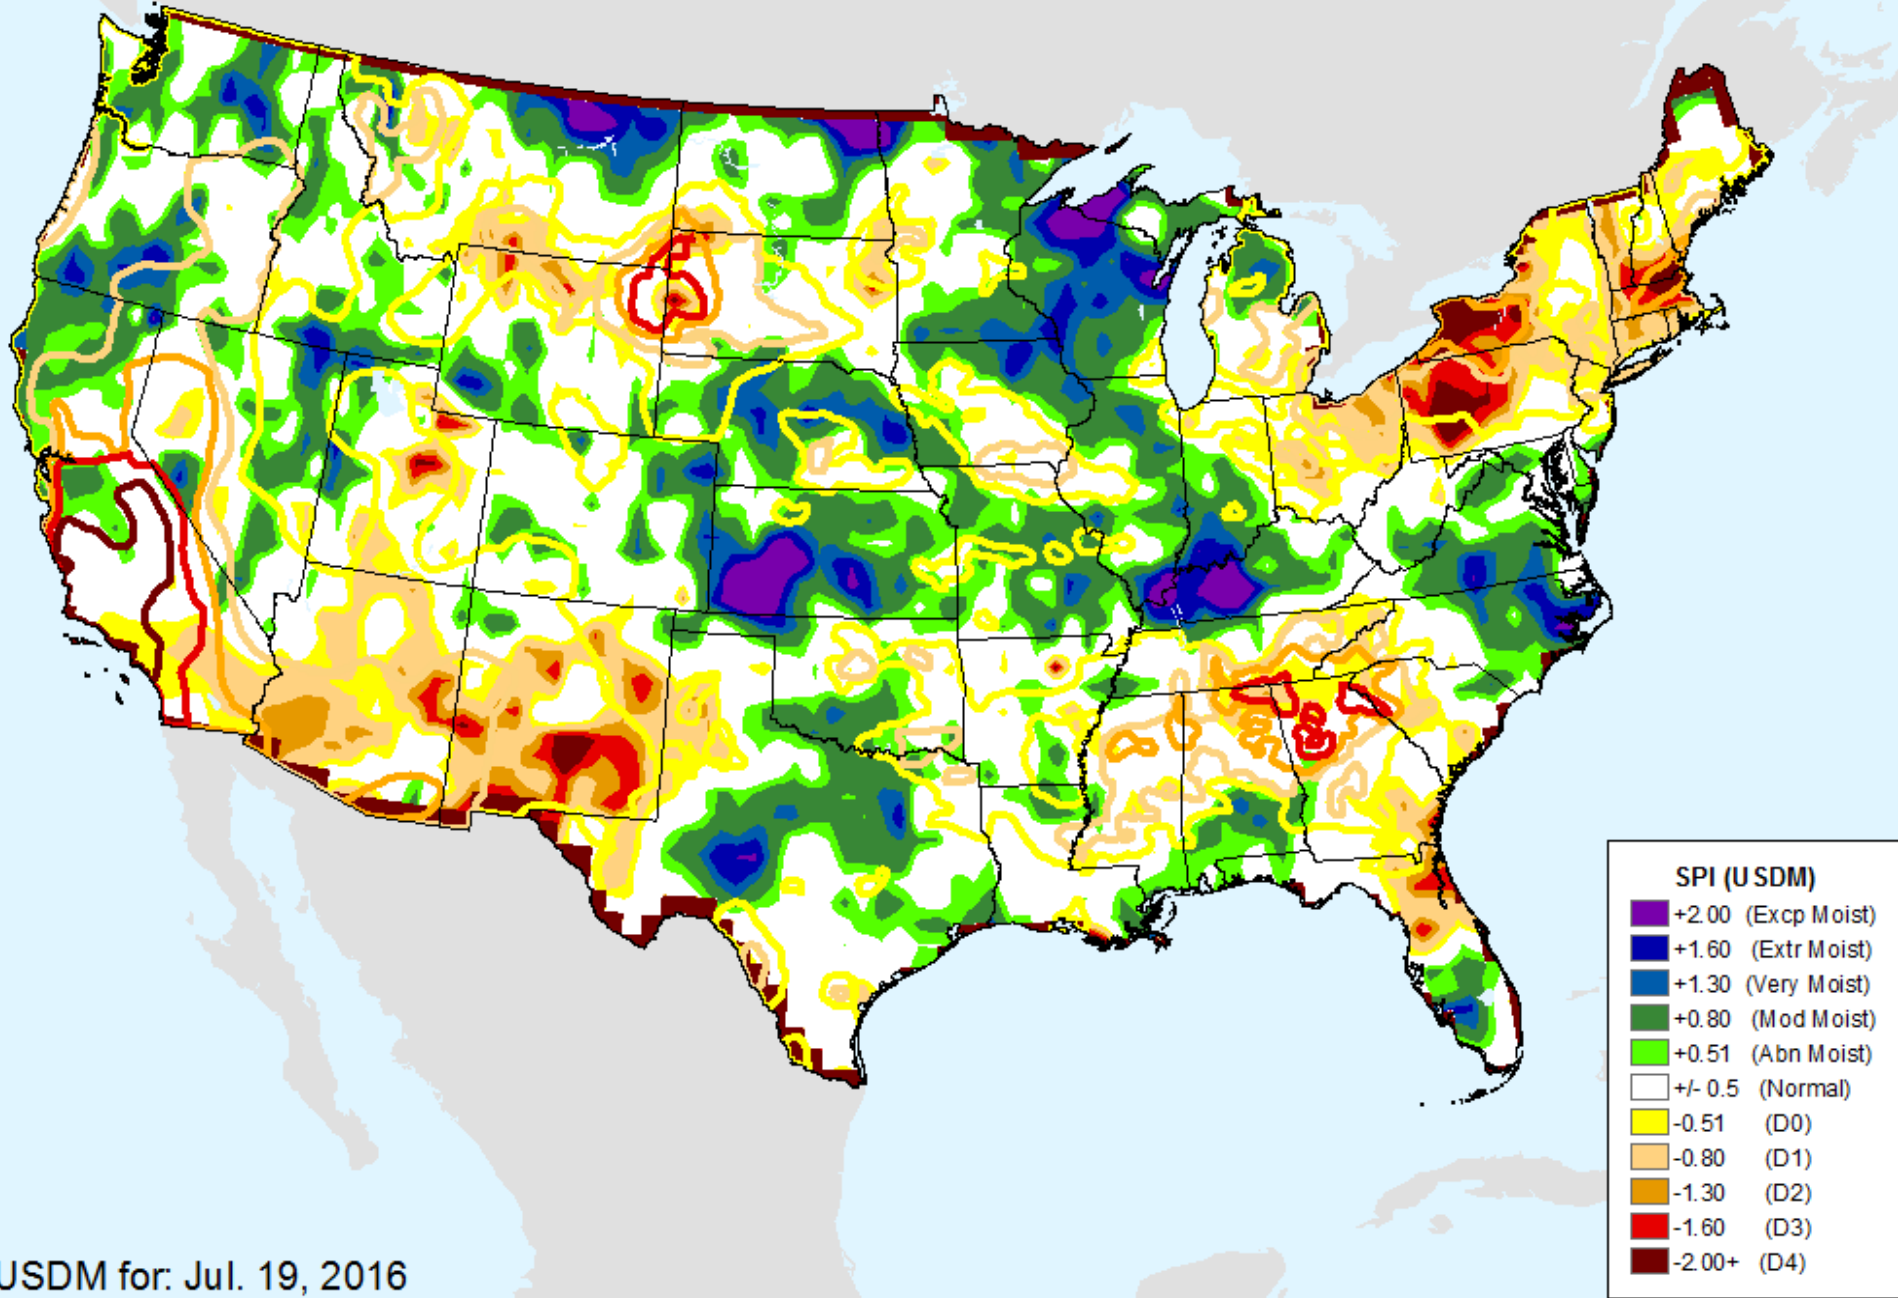 SPI (USDM)
+2.00 (Excp Moist)
+1.60 (Extr Moist)
+1.30 (Very Moist)
+0.80 (Mod Moist)
+0.51 (Abn Moist)
+/- 0.5 (Normal)
-0.51 (D0)
-0.80 (D1)
-1.30 (D2)
-1.60 (D3)
-2.00+ (D4)
USDM for: Jul. 19, 2016